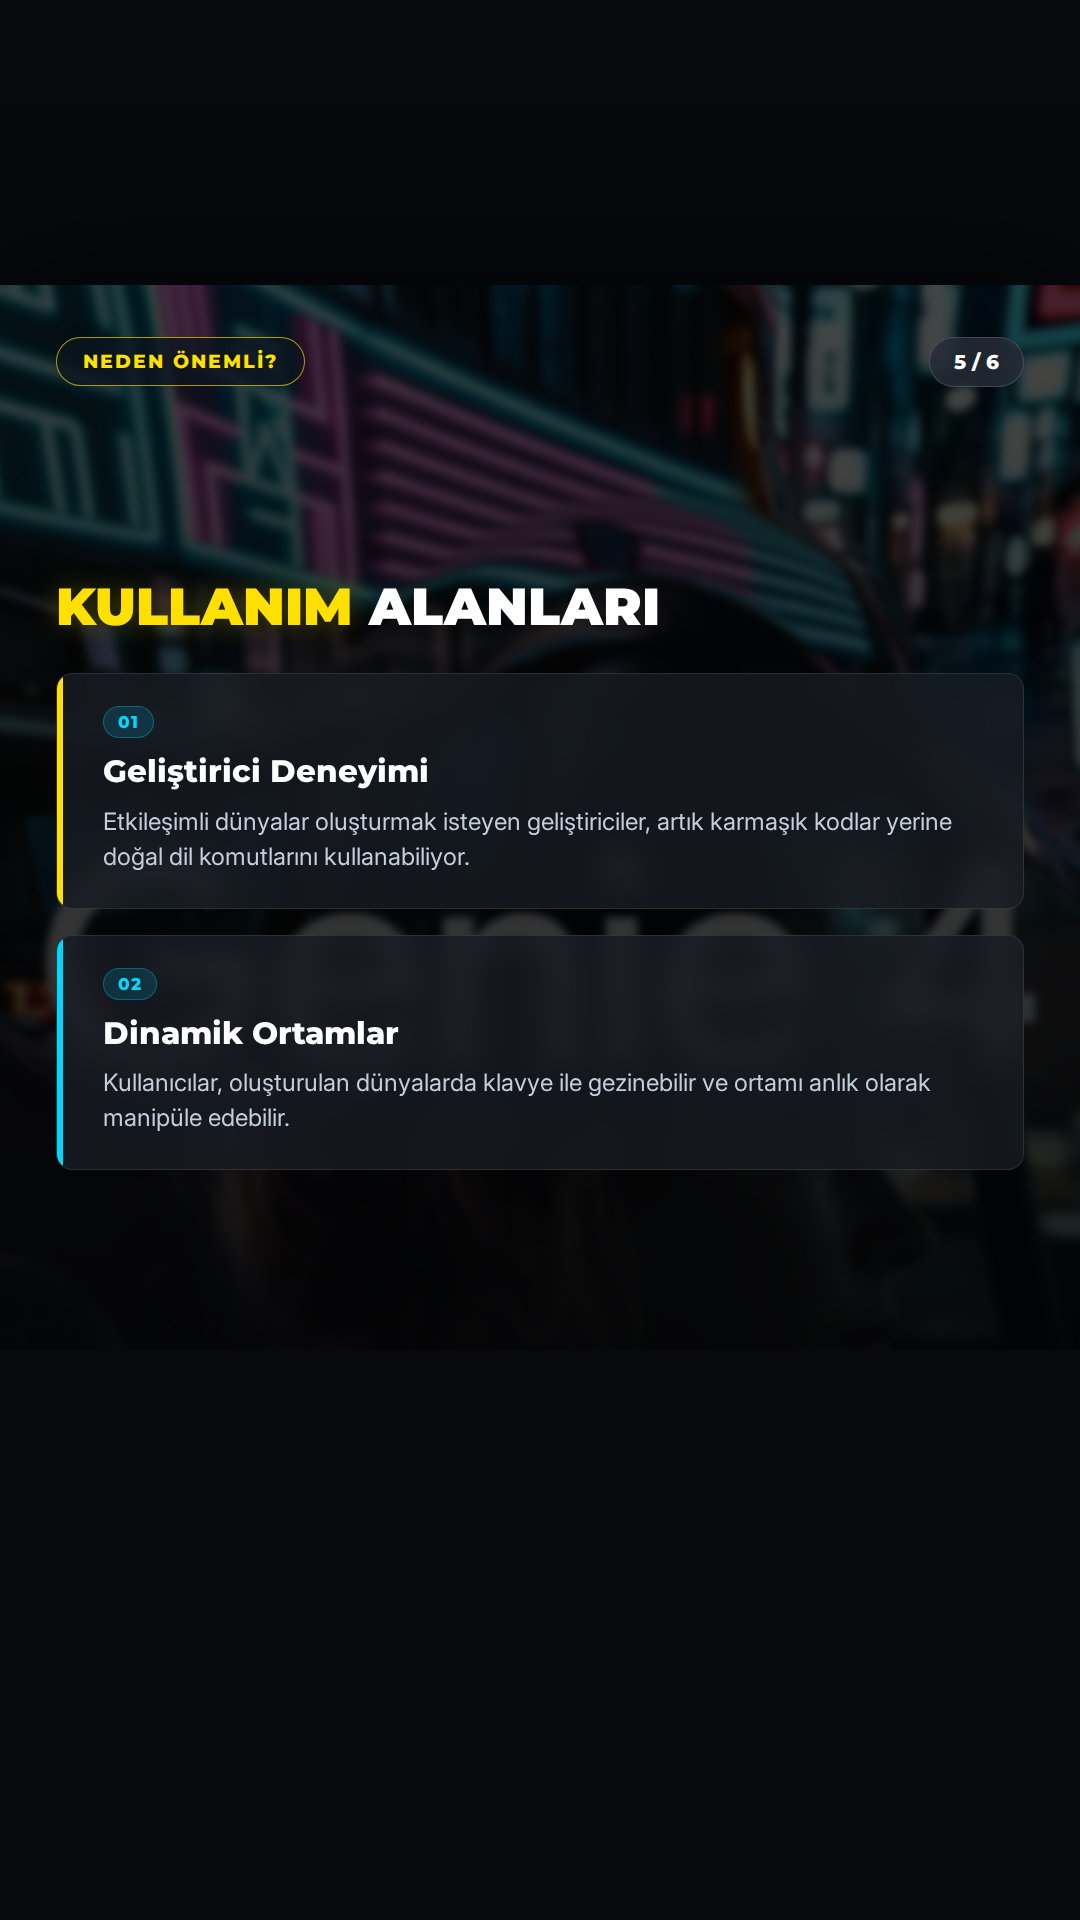 NEDEN ÖNEMLİ?
5 / 6
KULLANIM ALANLARI
01
Geliştirici Deneyimi
Etkileşimli dünyalar oluşturmak isteyen geliştiriciler, artık karmaşık kodlar yerine
doğal dil komutlarını kullanabiliyor.
02
Dinamik Ortamlar
Kullanıcılar, oluşturulan dünyalarda klavye ile gezinebilir ve ortamı anlık olarak
manipüle edebilir.